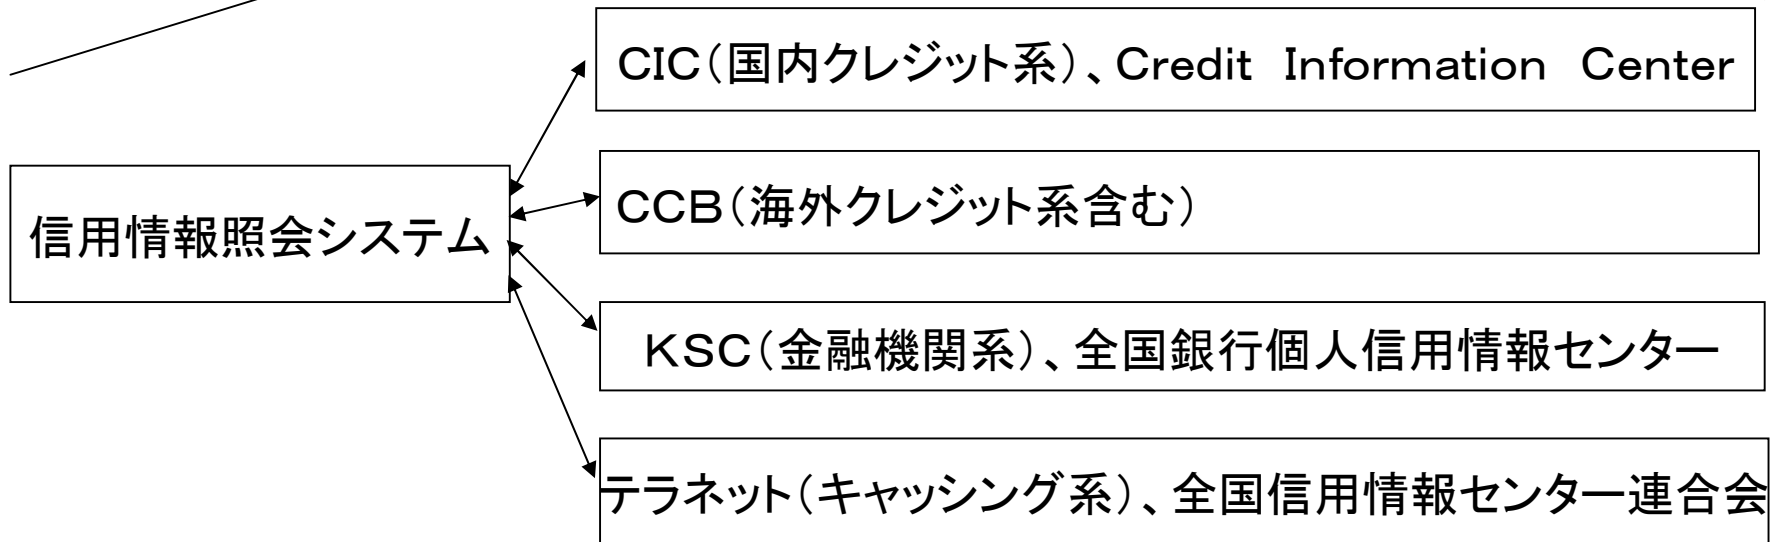 CIC(国内クレジット系)、Credit Information Center
信用情報照会システム
CCB(海外クレジット系含む)
KSC(金融機関系)、全国銀行個人信用情報センター
テラネット(キャッシング系)、全国信用情報センター連合会